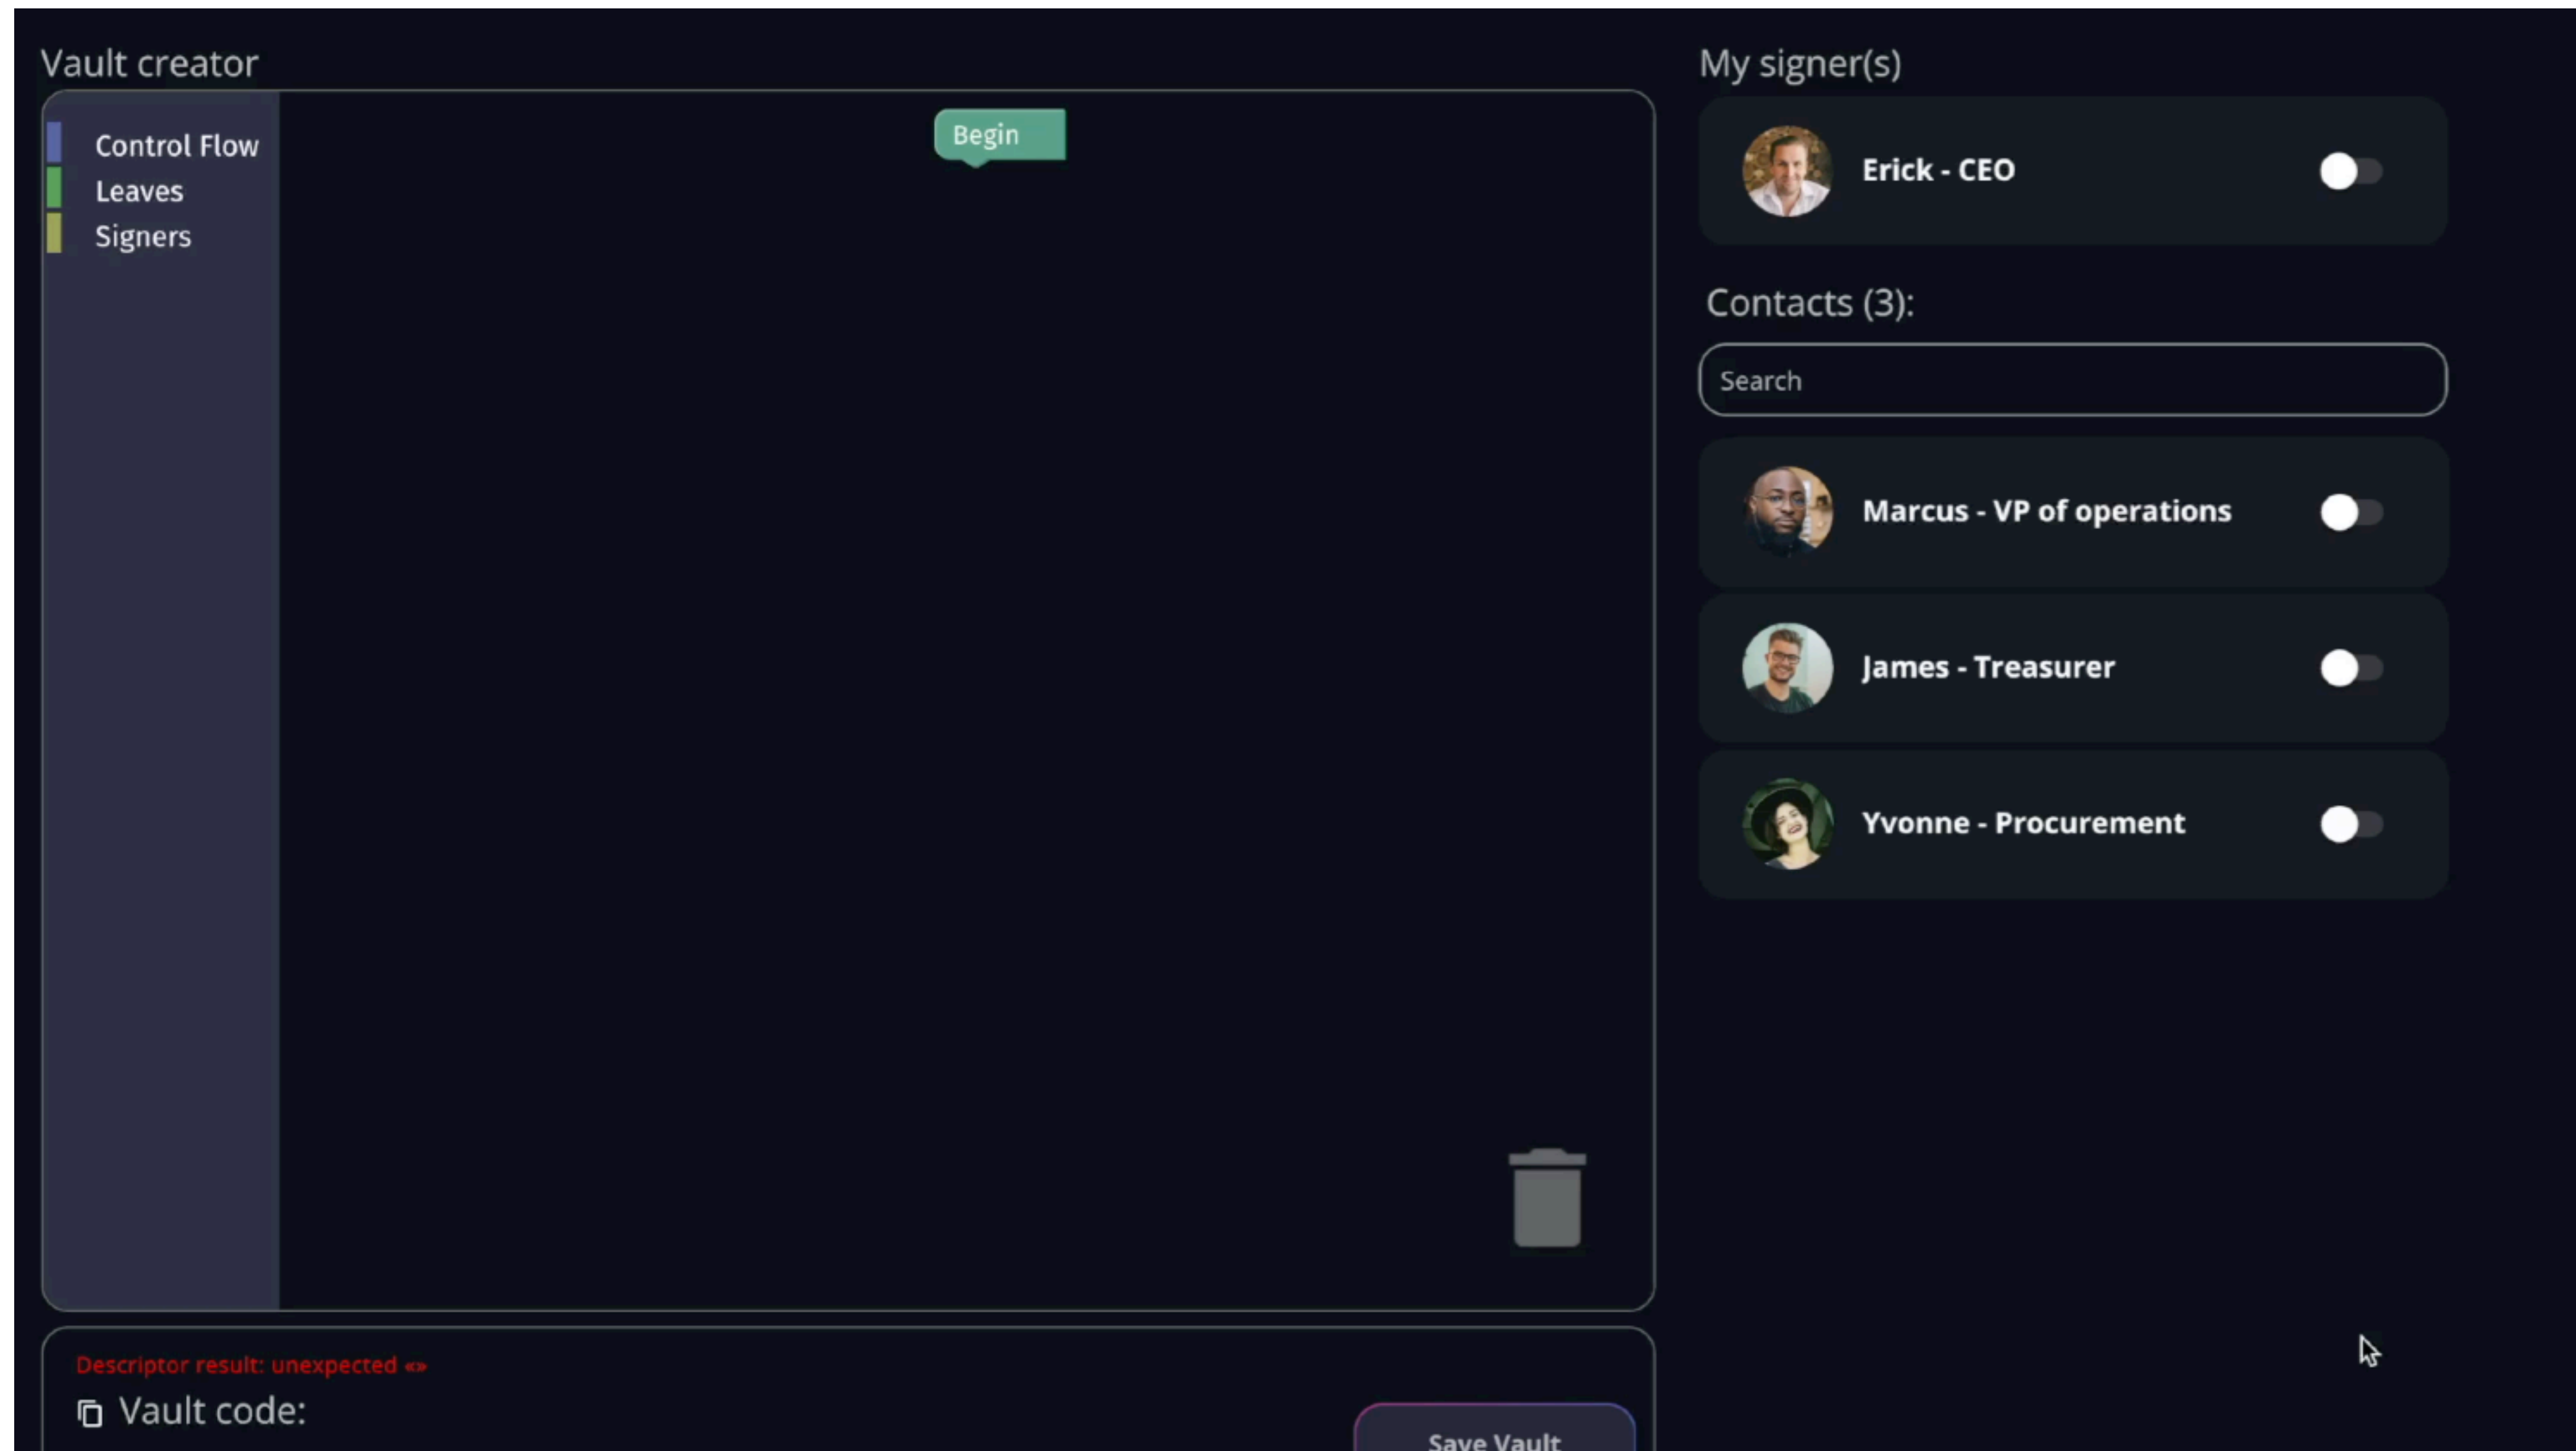 Vault creator
Control Flow
Leaves
Signers
Begin
Descriptor result: unexpected «»
Vault code:
Save Vault
My signer(s)
Erick - CEO
Contacts (3):
Search
Marcus - VP of operations
James - Treasurer
Yvonne - Procurement